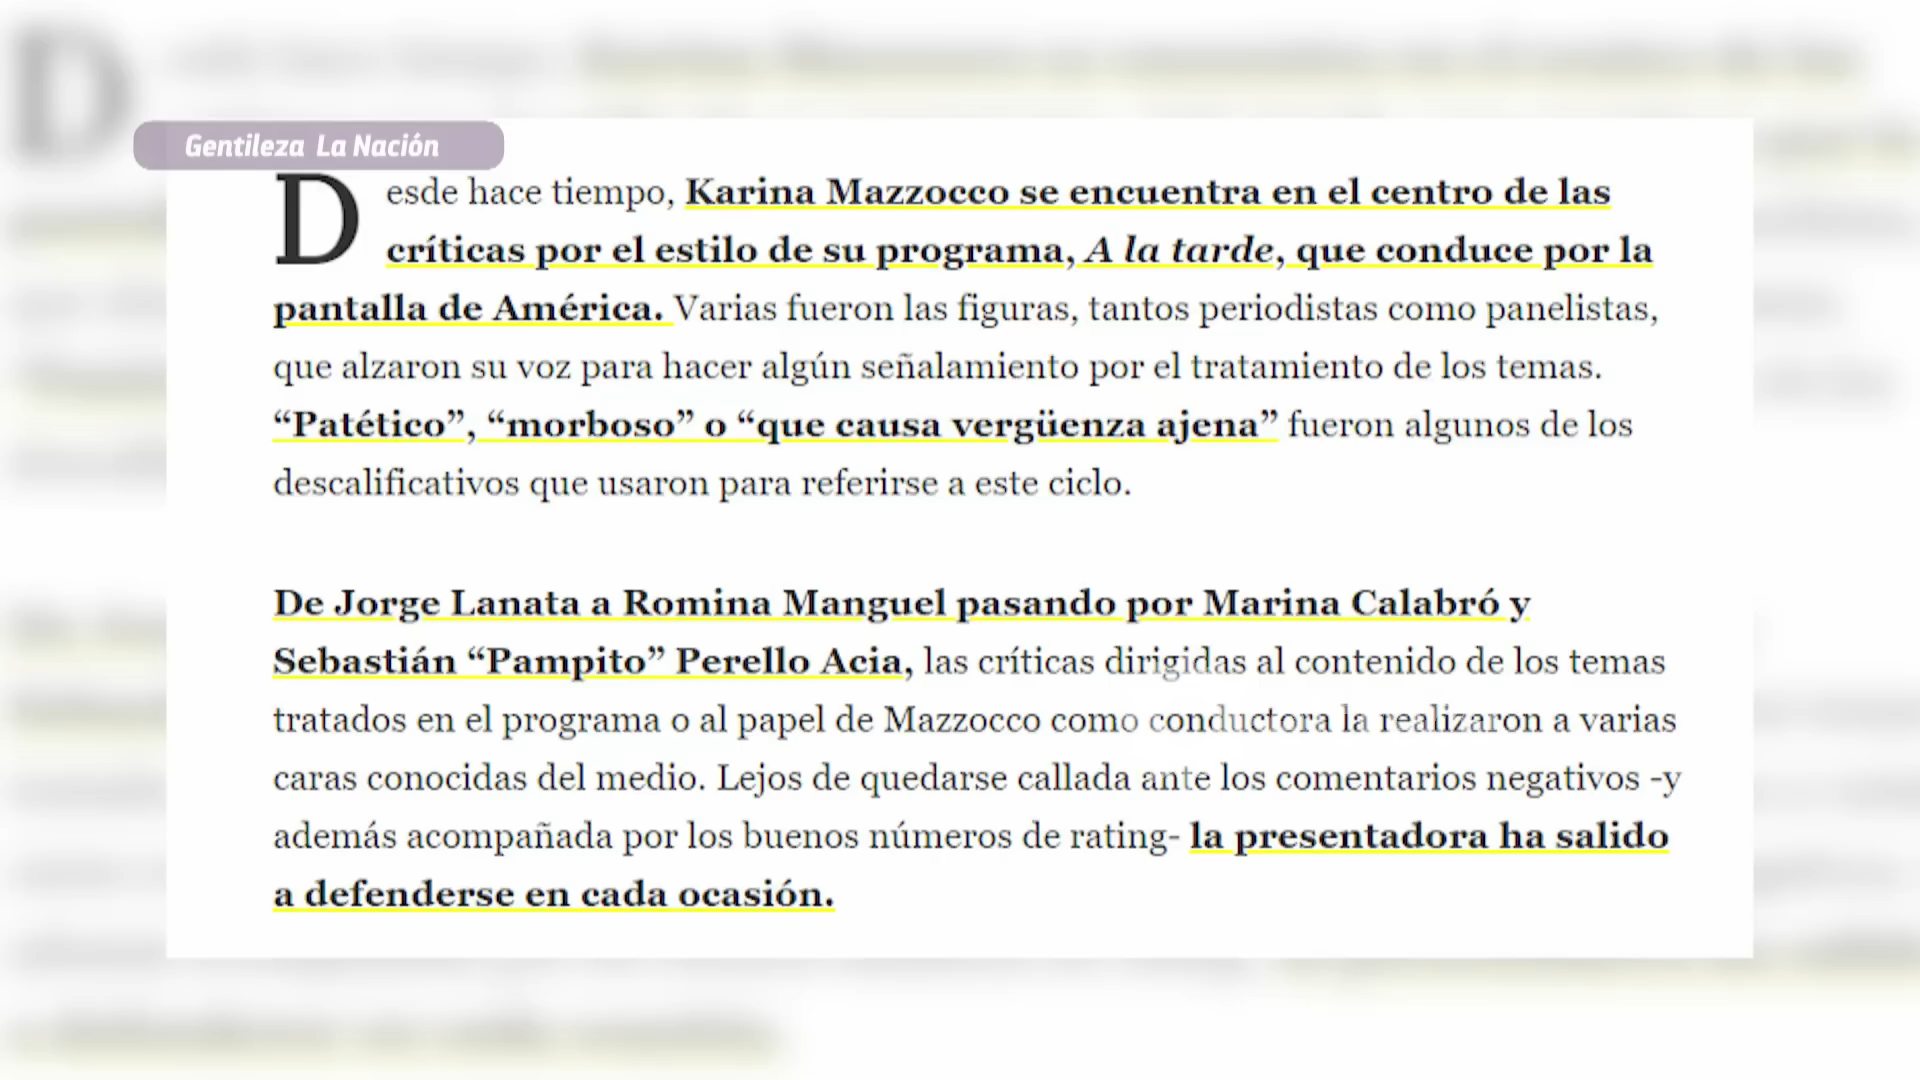 Gentileza La Nación
Desde hace tiempo, Karina Mazzocco se encuentra en el centro de las
críticas por el estilo de su programa, A la tarde, que conduce por la
pantalla de América. Varias fueron las figuras, tantos periodistas como panelistas,
que alzaron su voz para hacer algún señalamiento por el tratamiento de los temas.
“Patético”, “morboso” o “que causa vergüenza ajena” fueron algunos de los
descalificativos que usaron para referirse a este ciclo.
De Jorge Lanata a Romina Manguel pasando por Marina Calabró y
Sebastián “Pampito” Perello Acia, las críticas dirigidas al contenido de los temas
tratados en el programa o al papel de Mazzocco como conductora la realizaron a varias
caras conocidas del medio. Lejos de quedarse callada ante los comentarios negativos -y
además acompañada por los buenos números de rating- la presentadora ha salido
a defenderse en cada ocasión.